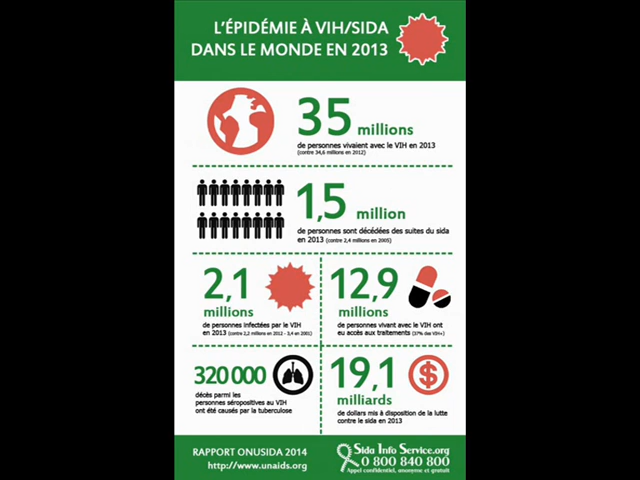 L'ÉPIDÉMIE À VIH/SIDA
DANS LE MONDE EN 2013
35 millions
de personnes vivaient avec le VIH en 2013
(contre 34,6 millions en 2012)
1,5 million
de personnes sont décédées des suites du sida
en 2013 (contre 2,4 millions en 2005)
2,1
millions
de personnes infectées par le VIH
en 2013 (contre 2,2 millions en 2012 - 3,4 en 2001)
12,9
millions
de personnes vivant avec le VIH ont
eu accès aux traitements (37% des VIH+)
320 000
décès parmi les
personnes séropositives au VIH
ont été causés par la tuberculose
19,1
milliards
$
de dollars mis à disposition de la lutte
contre le sida en 2013
RAPPORT ONUSIDA 2014
http://www.unaids.org
Sida Info Service.org
0 800 840 800
Appel confidentiel, anonyme et gratuit